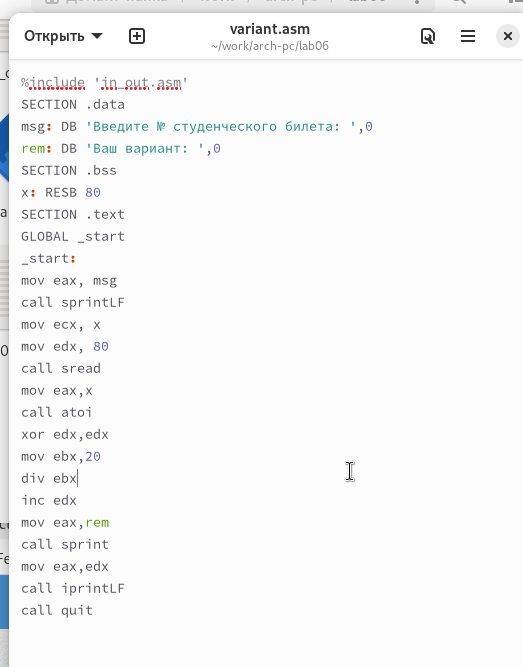 Открыть
variant.asm
~/work/arch-pc/lab06
%include 'in_out.asm'
SECTION .data
msg: DB 'Введите № студенческого билета: ',0
rem: DB 'Ваш вариант: ',0
SECTION .bss
x: RESB 80
SECTION .text
GLOBAL _start
_start:
mov eax, msg
call sprintLF
mov ecx, x
mov edx, 80
call sread
mov eax,x
call atoi
xor edx,edx
mov ebx,20
div ebx
inc edx
mov eax,rem
call sprint
mov eax,edx
call iprintLF
call quit